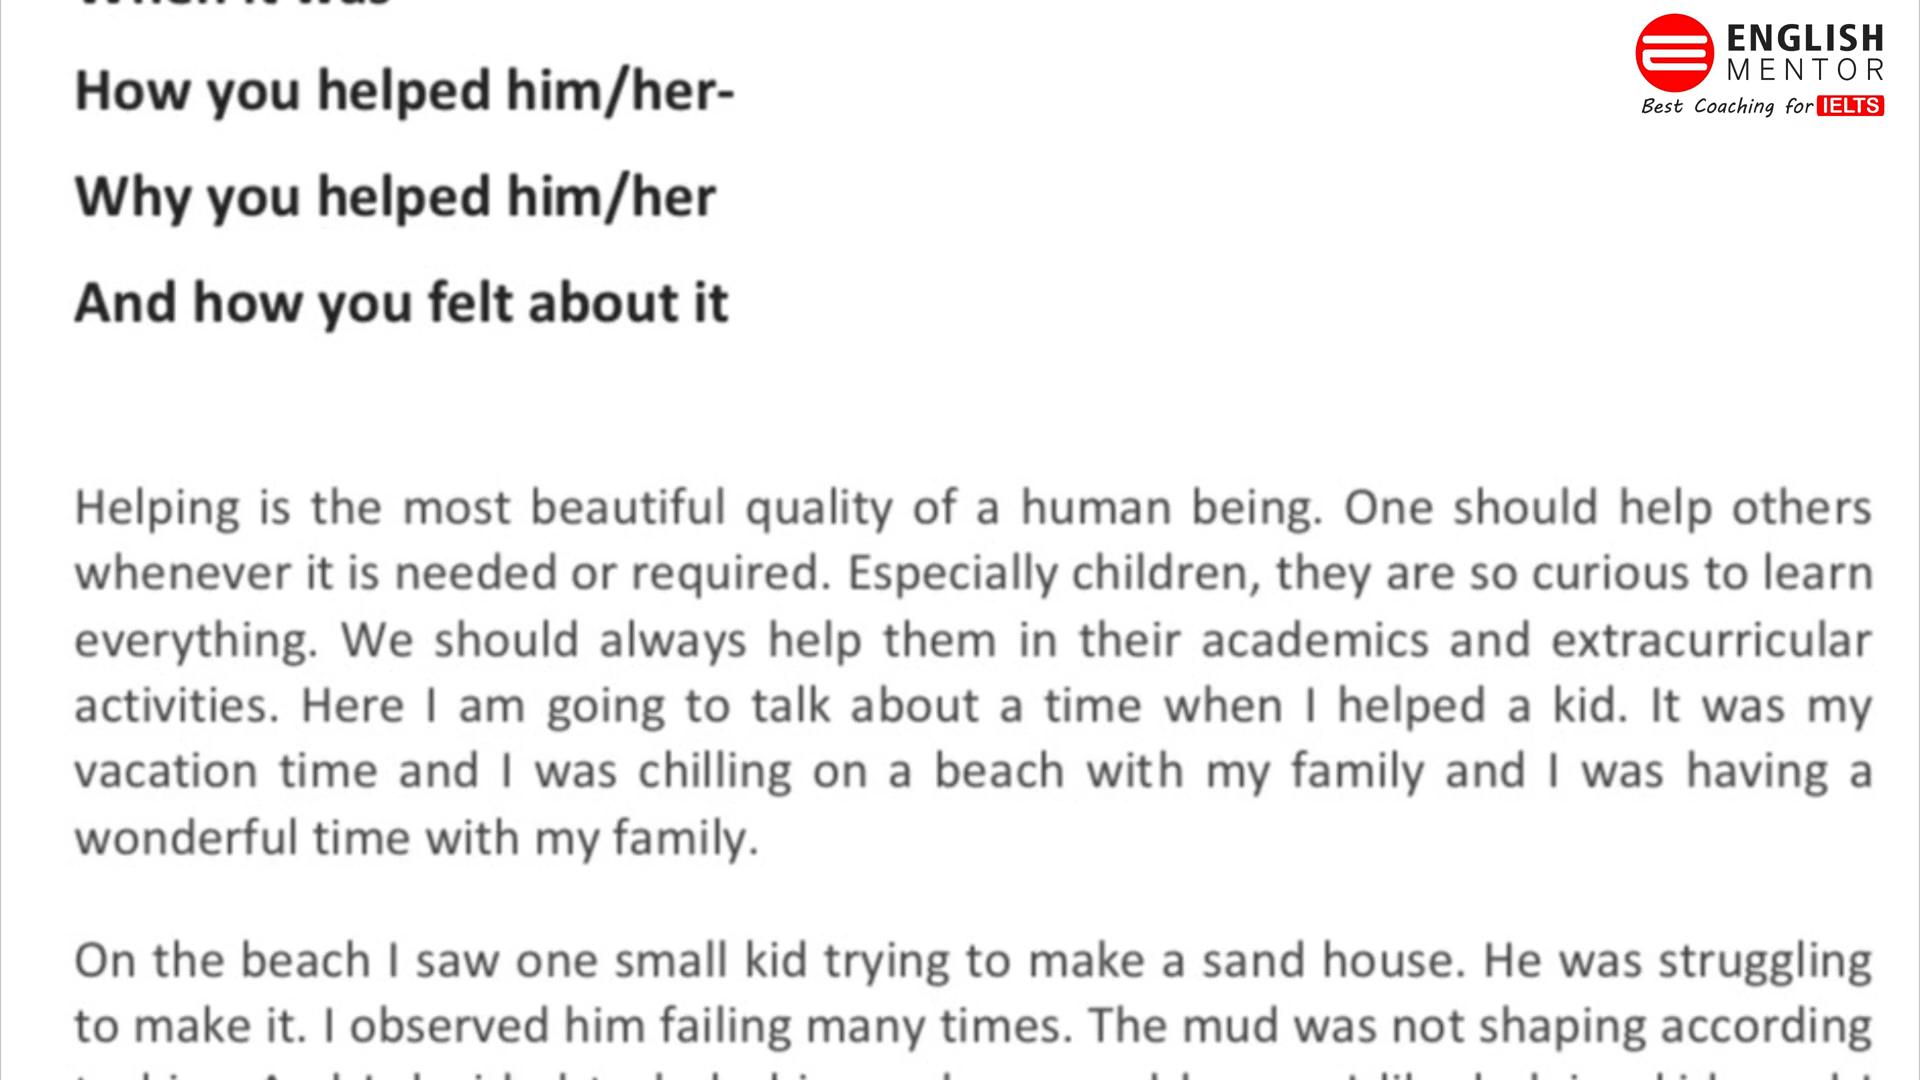 When it was
How you helped him/her-
Why you helped him/her
And how you felt about it
ENGLISH
MENTOR
Best Coaching for IELTS
Helping is the most beautiful quality of a human being. One should help others
whenever it is needed or required. Especially children, they are so curious to learn
everything. We should always help them in their academics and extracurricular
activities. Here I am going to talk about a time when I helped a kid. It was my
vacation time and I was chilling on a beach with my family and I was having a
wonderful time with my family.
On the beach I saw one small kid trying to make a sand house. He was struggling
to make it. I observed him failing many times. The mud was not shaping according